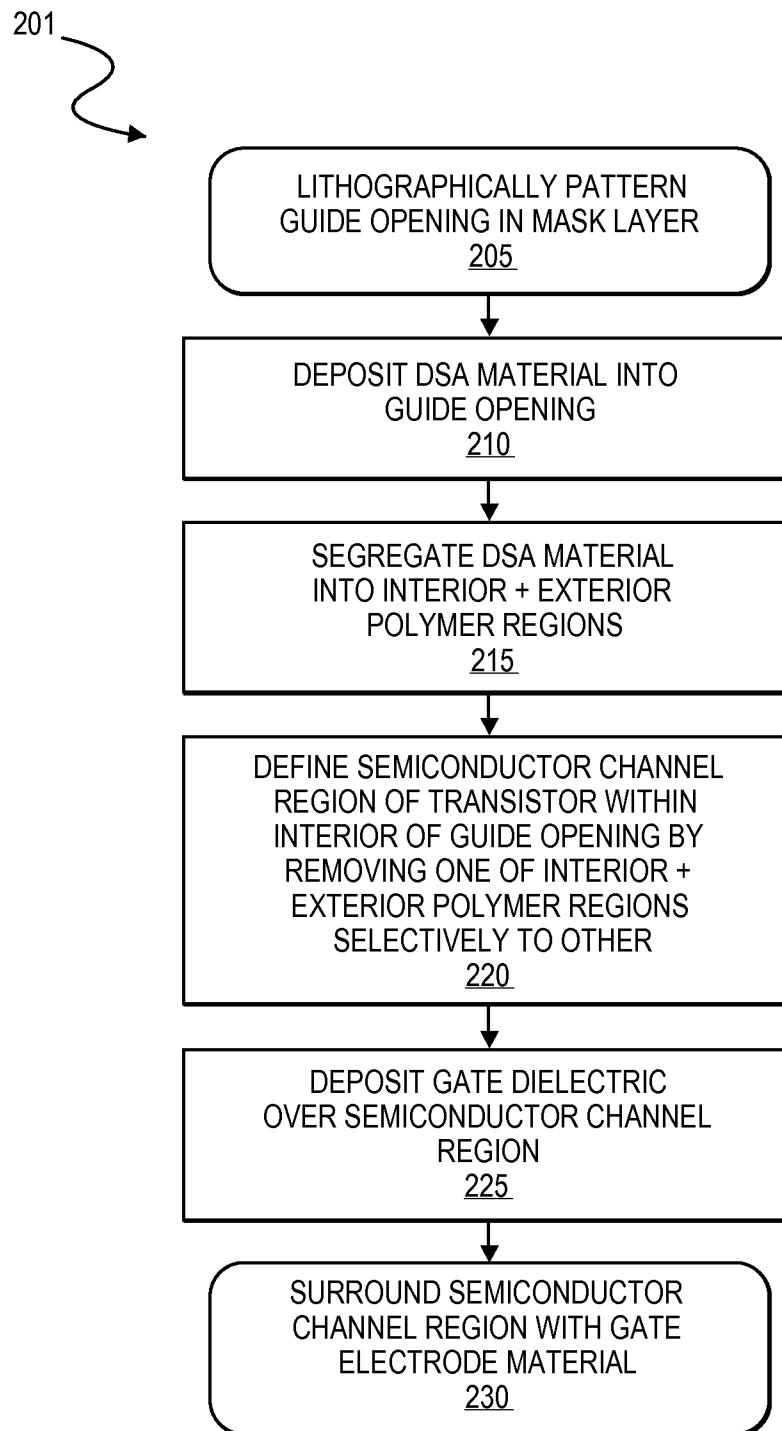 201
LITHOGRAPHICALLY PATTERN
GUIDE OPENING IN MASK LAYER
205
DEPOSIT DSA MATERIAL INTO
GUIDE OPENING
210
SEGREGATE DSA MATERIAL
INTO INTERIOR + EXTERIOR
POLYMER REGIONS
215
DEFINE SEMICONDUCTOR CHANNEL
REGION OF TRANSISTOR WITHIN
INTERIOR OF GUIDE OPENING BY
REMOVING ONE OF INTERIOR +
EXTERIOR POLYMER REGIONS
SELECTIVELY TO OTHER
220
DEPOSIT GATE DIELECTRIC
OVER SEMICONDUCTOR CHANNEL
REGION
225
SURROUND SEMICONDUCTOR
CHANNEL REGION WITH GATE
ELECTRODE MATERIAL
230